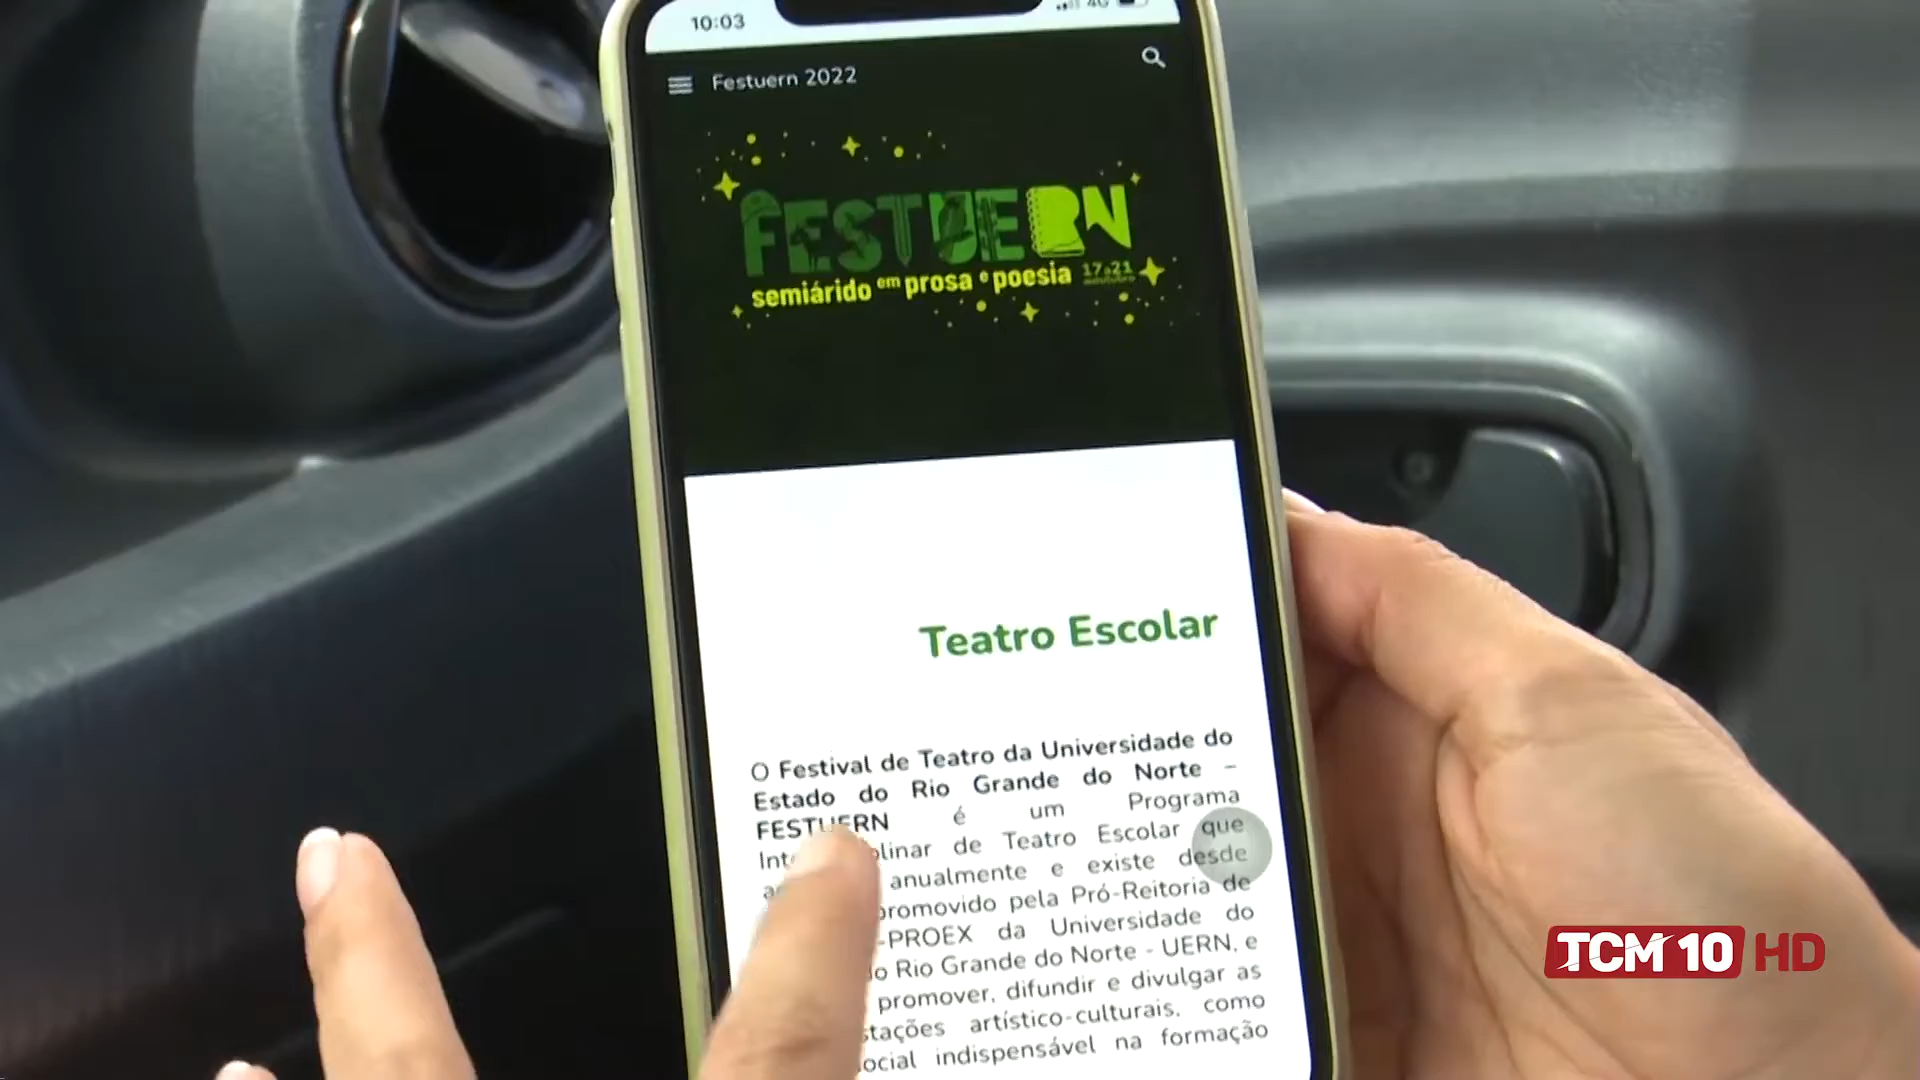 10:03
4G
Festuern 2022
FESTUERN
semiárido em prosa e poesia 17a21
Teatro Escolar
O Festival de Teatro da Universidade do
Estado do Rio Grande do Norte –
FESTUERN é um Programa
de Teatro Escolar que
anualmente e existe desde
promovido pela Pró-Reitoria de
-PROEX da Universidade do
Rio Grande do Norte - UERN, e
promover, difundir e divulgar as
artístico-culturais, como
indispensável na formação
TCM 10 HD